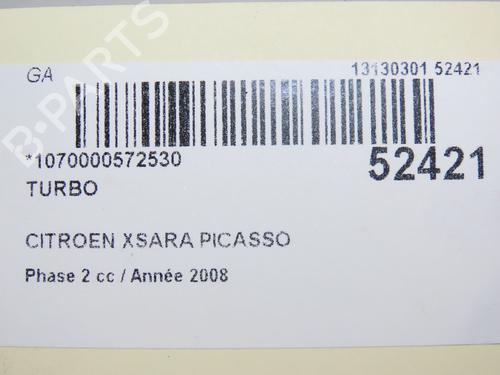 GA
13130301 52421
*1070000572530
52421
TURBO
CITROEN XSARA PICASSO
Phase 2 cc / Année 2008
B-PARTS